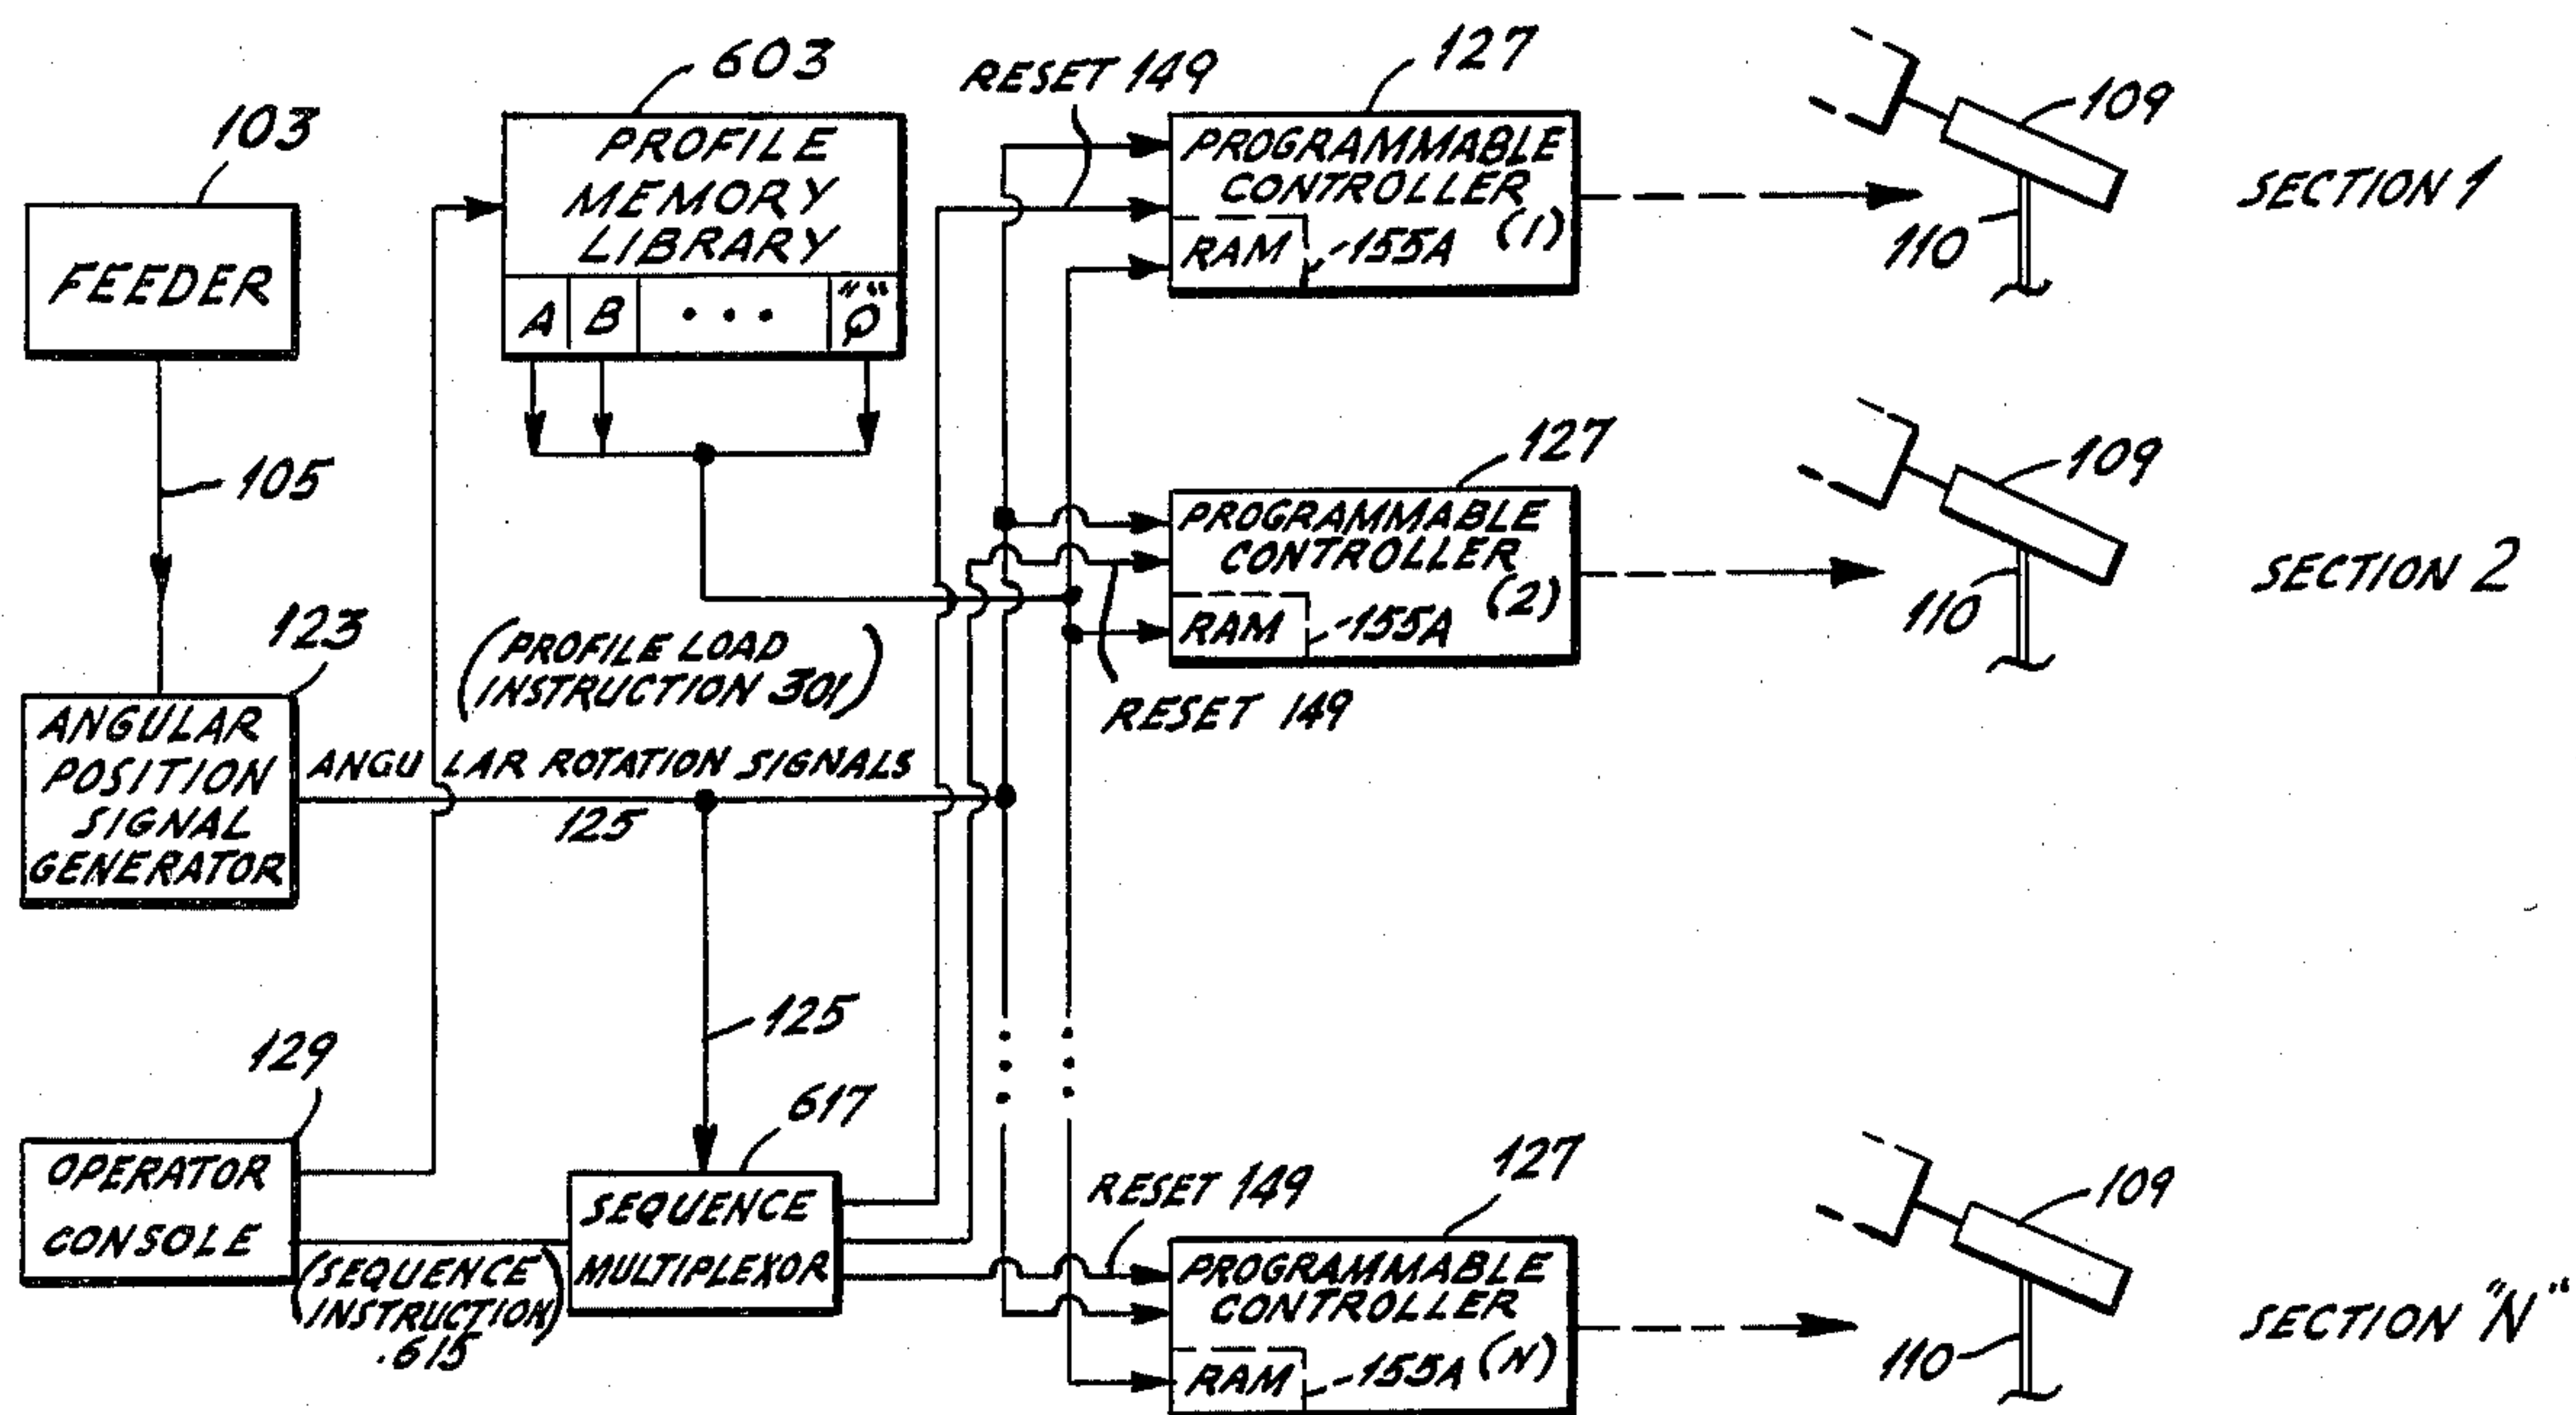 103
FEEDER
105
123
ANGULAR
POSITION
SIGNAL
GENERATOR
129
OPERATOR
CONSOLE
603
PROFILE
MEMORY
LIBRARY
A B ... "Q"
(PROFILE LOAD
INSTRUCTION 301)
ANGULAR ROTATION SIGNALS
125
125
617
SEQUENCE
MULTIPLEXOR
(SEQUENCE
INSTRUCTION)
615
RESET 149
127
PROGRAMMABLE
CONTROLLER
(1)
RAM
155A
109
110
SECTION 1
127
PROGRAMMABLE
CONTROLLER
(2)
RAM
155A
RESET 149
109
110
SECTION 2
RESET 149
127
PROGRAMMABLE
CONTROLLER
(N)
RAM
155A
109
110
SECTION "N"